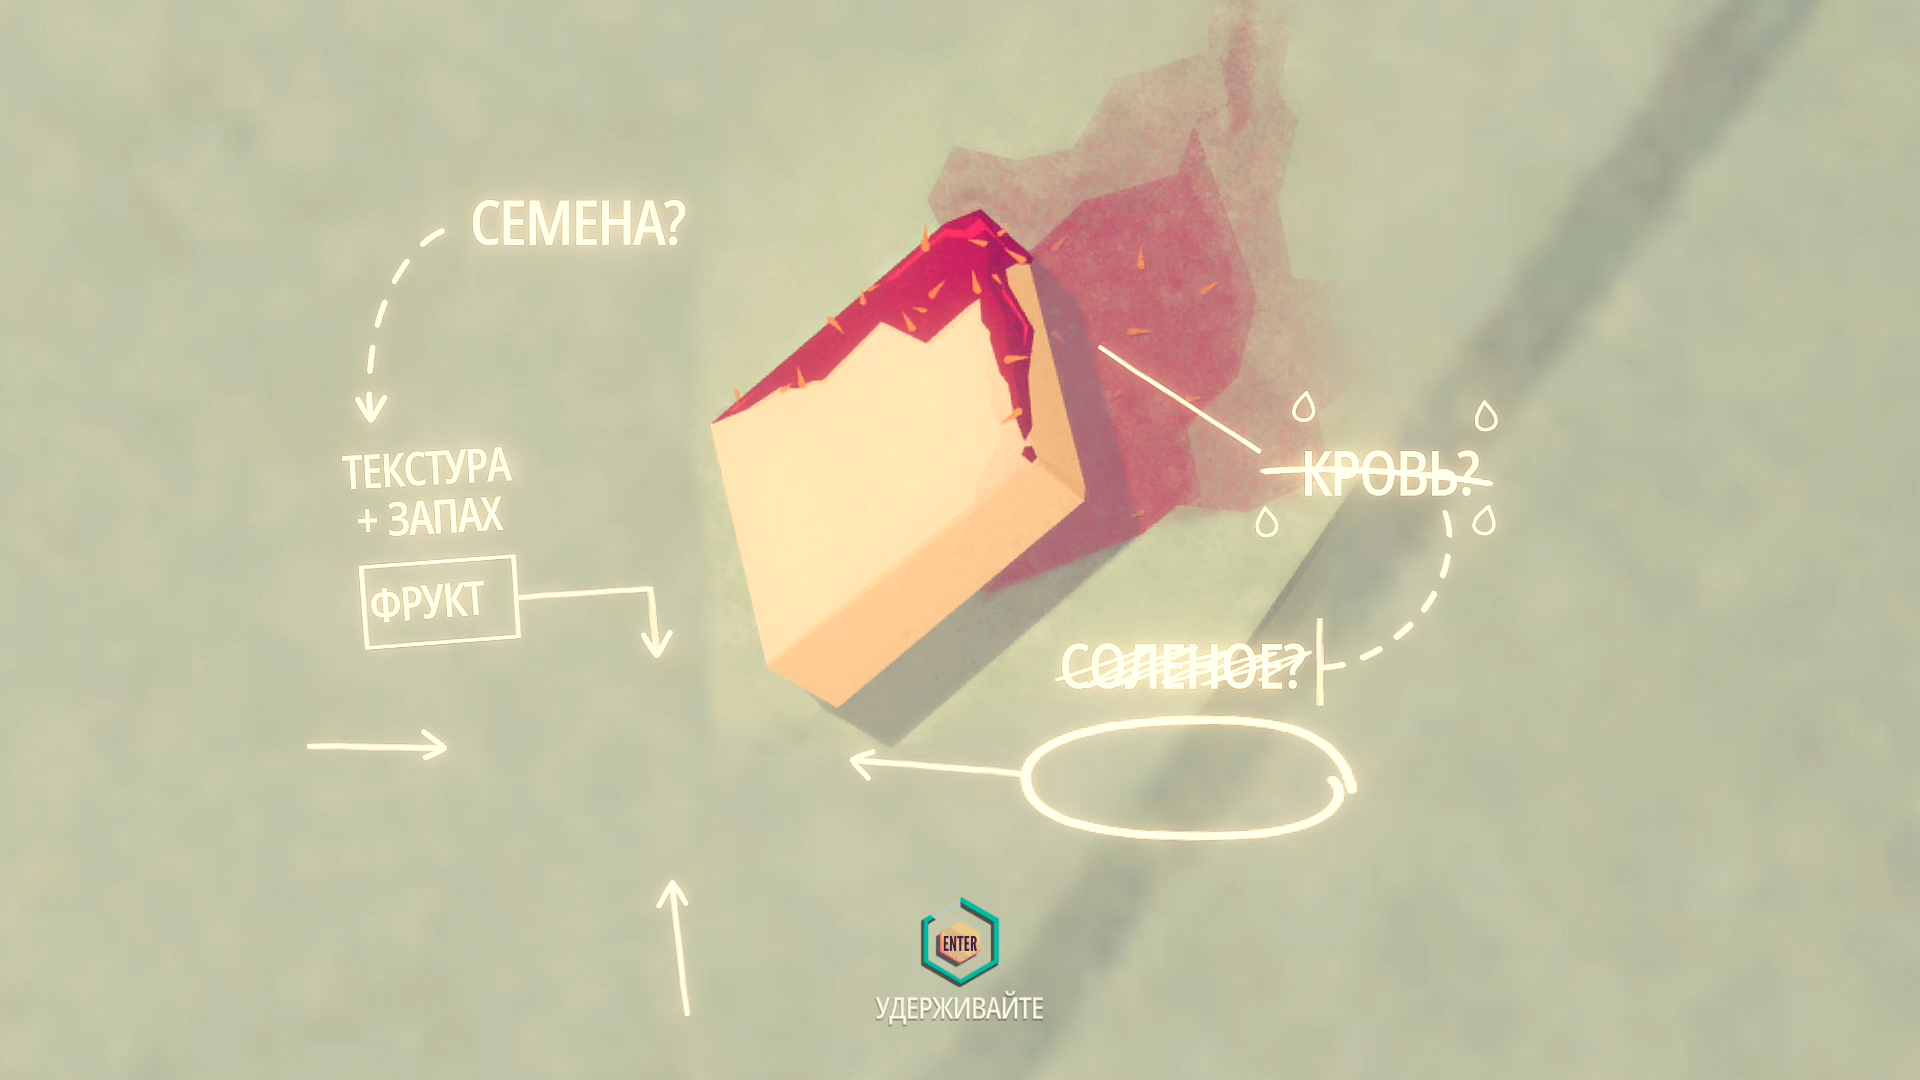 СЕМЕНА?
ТЕКСТУРА
+ ЗАПАХ
ФРУКТ
КРОВЬ?
СОЛЕНОЕ?
ENTER
УДЕРЖИВАЙТЕ